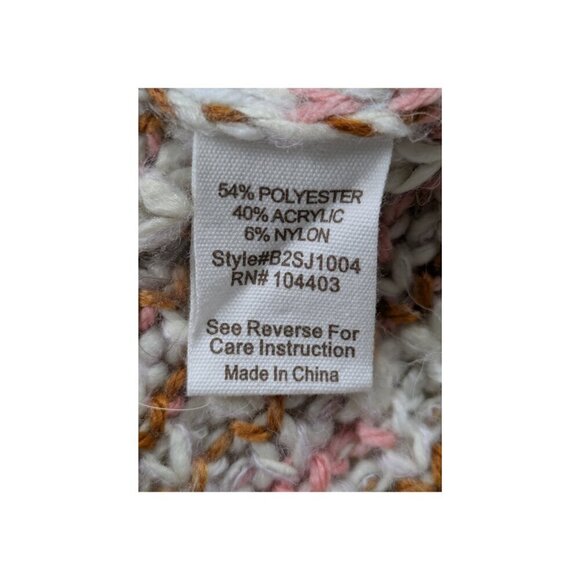 54% POLYESTER
40% ACRYLIC
6% NYLON
Style#B2SJ1004
RN# 104403
See Reverse For
Care Instruction
Made In China